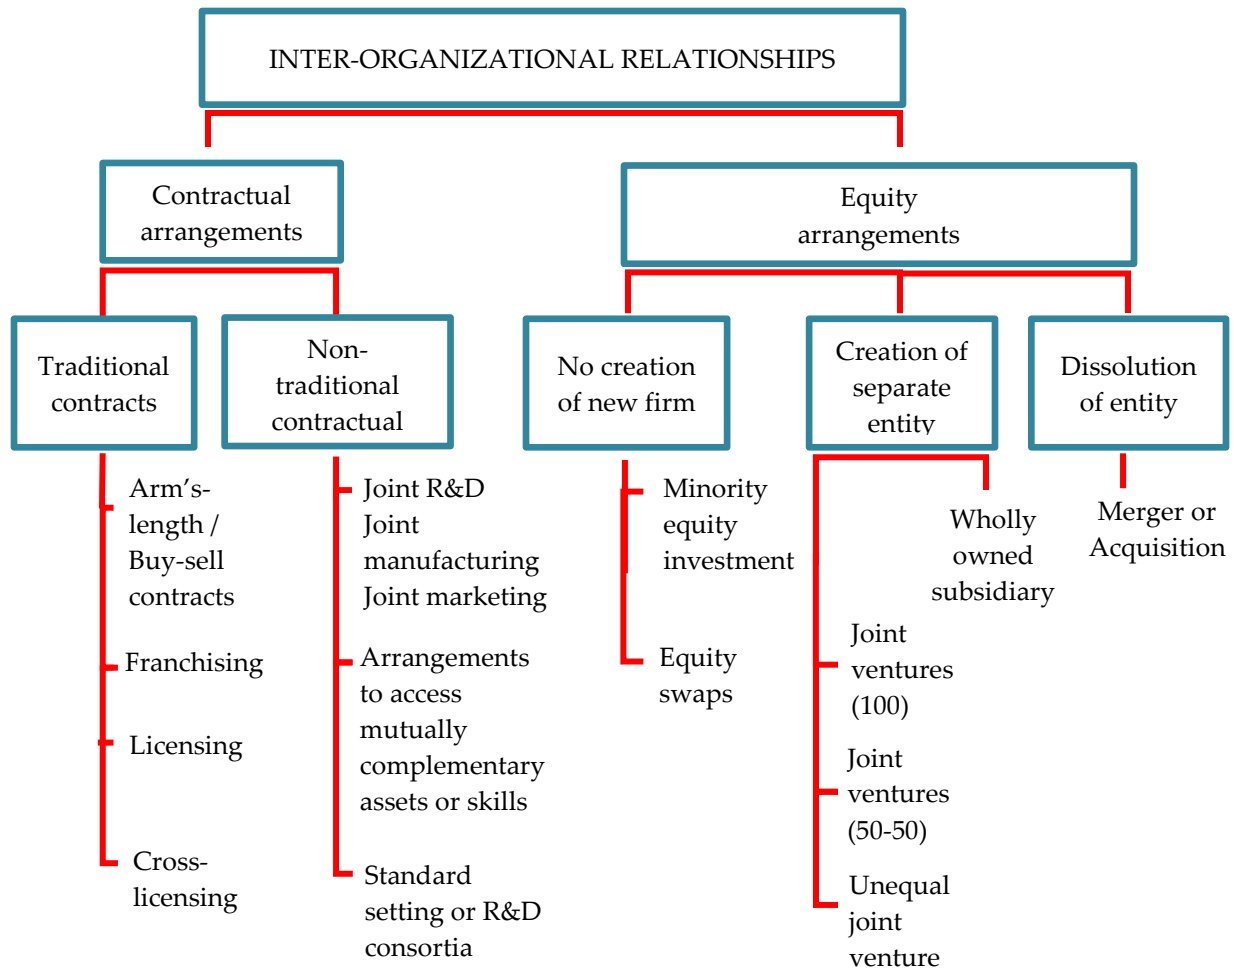 INTER-ORGANIZATIONAL RELATIONSHIPS
Contractual
arrangements
Equity
arrangements
Traditional
contracts
Non-
traditional
contractual
No creation
of new firm
Creation of
separate
entity
Dissolution
of entity
Arm’s-
length /
Buy-sell
contracts
Franchising
Licensing
Cross-
licensing
Joint R&D
Joint
manufacturing
Joint marketing
Arrangements
to access
mutually
complementary
assets or skills
Standard
setting or R&D
consortia
Minority
equity
investment
Equity
swaps
Wholly
owned
subsidiary
Joint
ventures
(100)
Joint
ventures
(50-50)
Unequal
joint
venture
Merger or
Acquisition